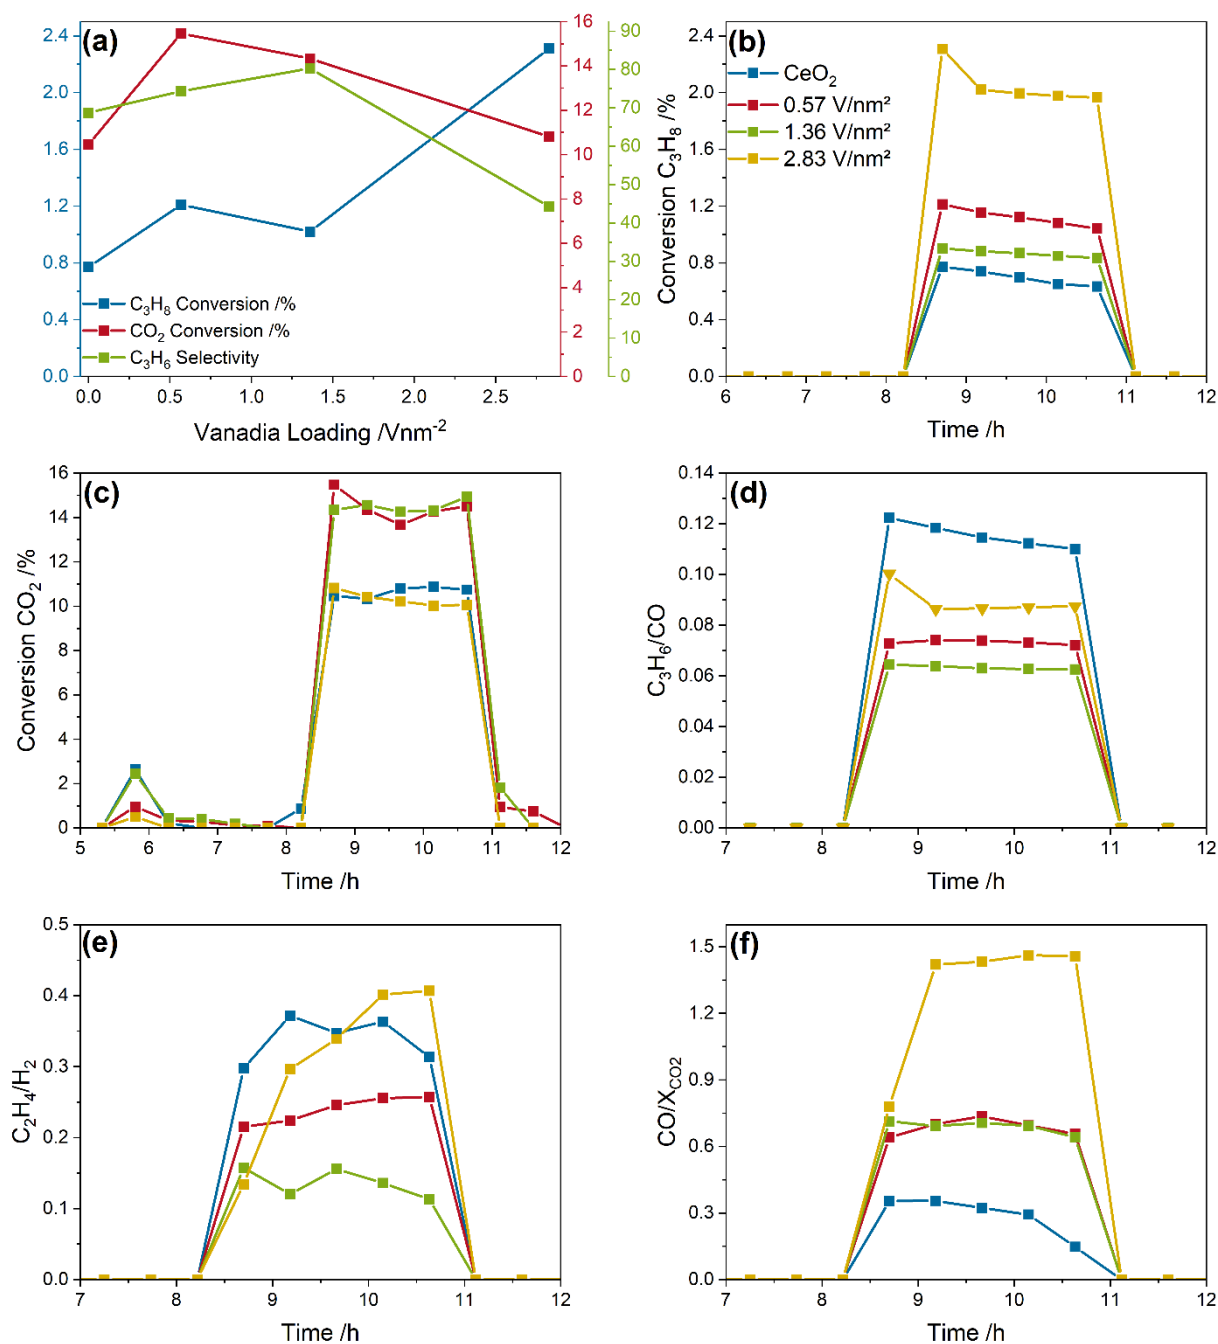 (a)
2.4
2.0
1.6
1.2
0.8
0.4
0.0
16
14
12
10
8
6
4
2
0
90
80
70
60
50
40
30
20
10
0
C₃H₈ Conversion /%
CO₂ Conversion /%
C₃H₆ Selectivity
0.0 0.5 1.0 1.5 2.0 2.5
Vanadia Loading /Vnm⁻²
(b)
Conversion C₃H₈ /%
2.4
2.0
1.6
1.2
0.8
0.4
0.0
CeO₂
0.57 V/nm²
1.36 V/nm²
2.83 V/nm²
6 7 8 9 10 11 12
Time /h
(c)
Conversion CO₂ /%
16
14
12
10
8
6
4
2
0
5 6 7 8 9 10 11 12
Time /h
(d)
C₃H₆/CO
0.14
0.12
0.10
0.08
0.06
0.04
0.02
0.00
7 8 9 10 11 12
Time /h
(e)
C₂H₄/H₂
0.5
0.4
0.3
0.2
0.1
0.0
7 8 9 10 11 12
Time /h
(f)
CO/X_CO2
1.5
1.2
0.9
0.6
0.3
0.0
7 8 9 10 11 12
Time /h